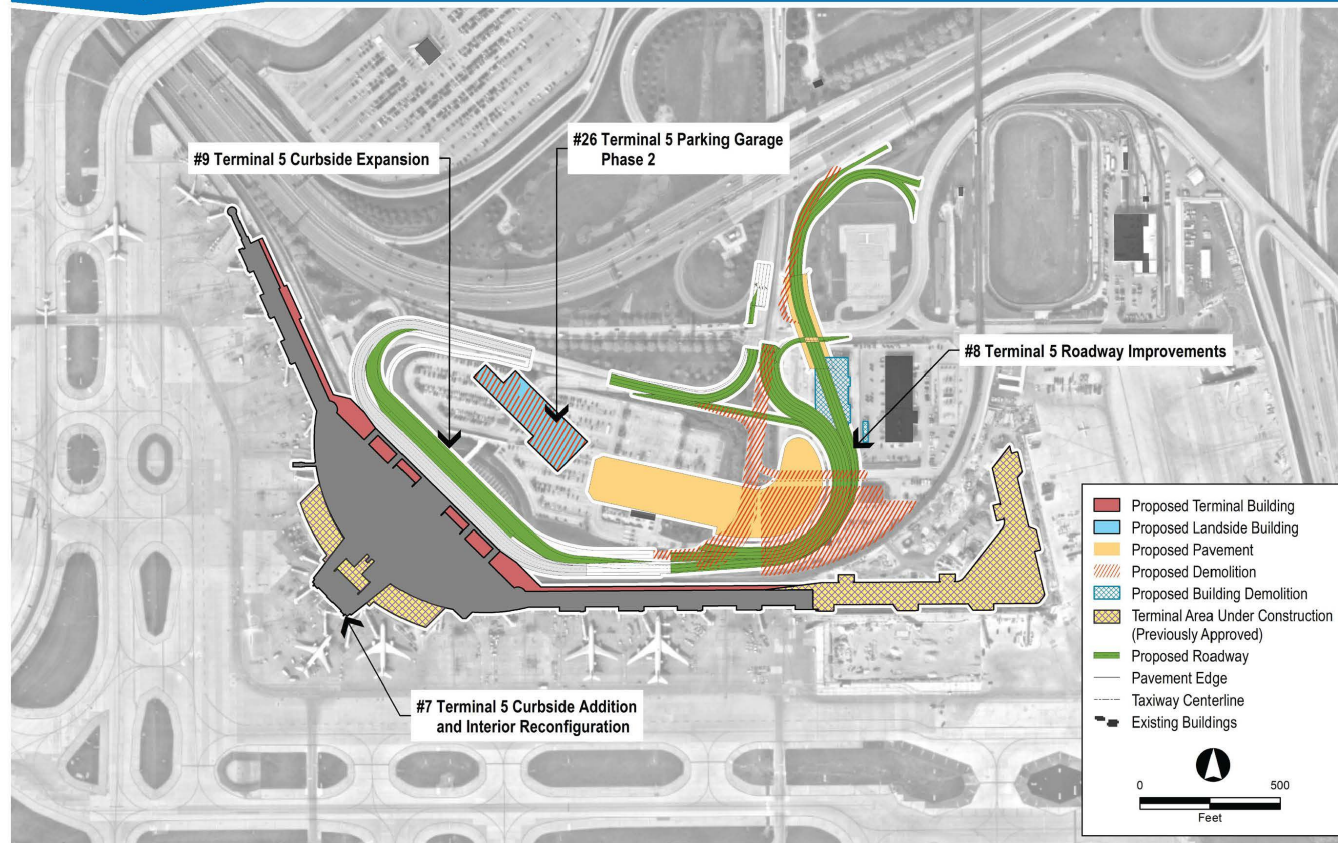 #26 Terminal 5 Parking Garage
Phase 2
#9 Terminal 5 Curbside Expansion
#8 Terminal 5 Roadway Improvements
#7 Terminal 5 Curbside Addition
and Interior Reconfiguration
Proposed Terminal Building
Proposed Landside Building
Proposed Pavement
Proposed Demolition
Proposed Building Demolition
Terminal Area Under Construction
(Previously Approved)
Proposed Roadway
Pavement Edge
Taxiway Centerline
Existing Buildings
0 500
Feet